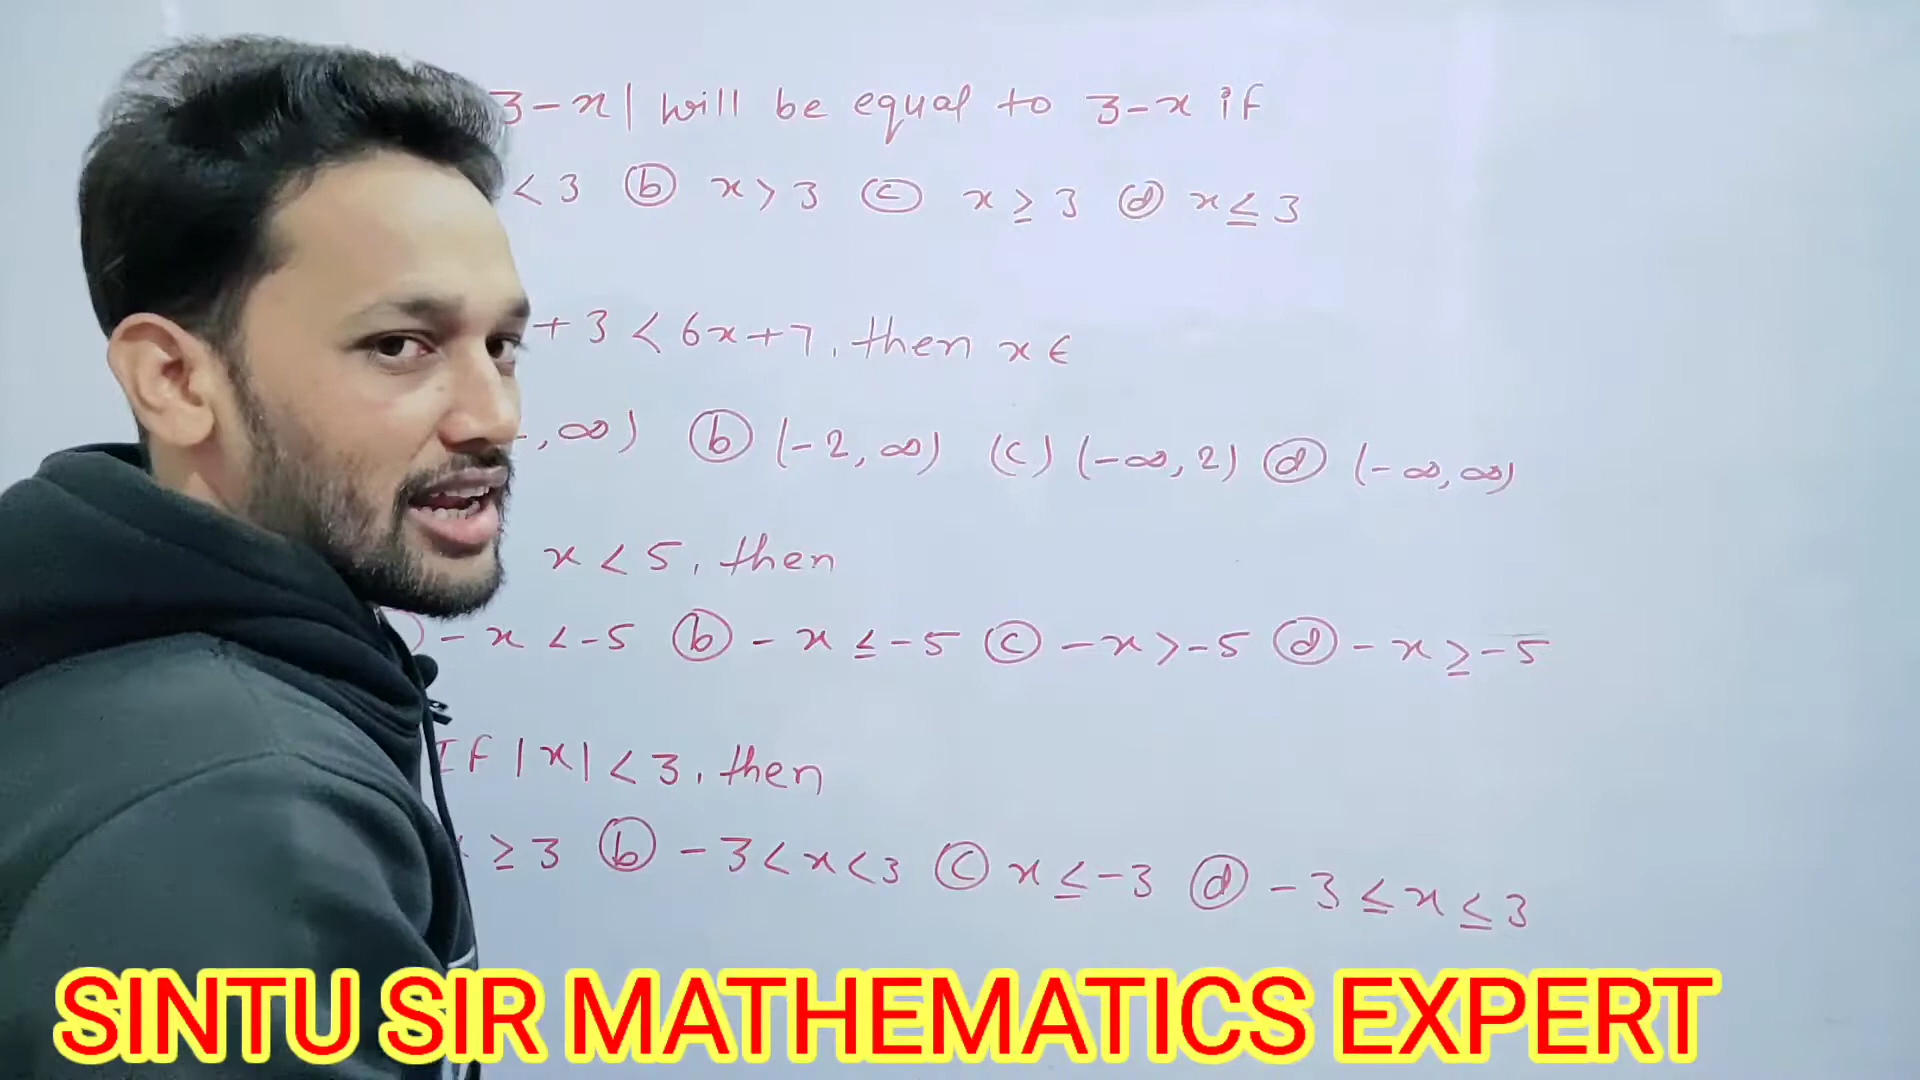 3-x| will be equal to 3-x if
< 3 ⓑ x > 3 ⓒ x ≥ 3 ⓓ x ≤ 3
+ 3 < 6x+7, then x ∈
, ∞) ⓑ (-2, ∞) (c) (-∞, 2) ⓓ (-∞, ∞)
x < 5, then
- x < -5 ⓑ - x ≤ -5 ⓒ -x > -5 ⓓ - x ≥ -5
If |x| < 3, then
≥ 3 ⓑ -3 < x < 3 ⓒ x ≤ -3 ⓓ -3 ≤ x ≤ 3
SINTU SIR MATHEMATICS EXPERT